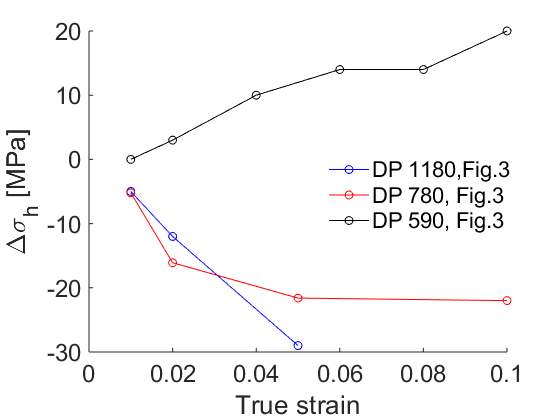 20
10
0
-10
-20
-30
Δσh [MPa]
DP 1180,Fig.3
DP 780, Fig.3
DP 590, Fig.3
0 0.02 0.04 0.06 0.08 0.1
True strain